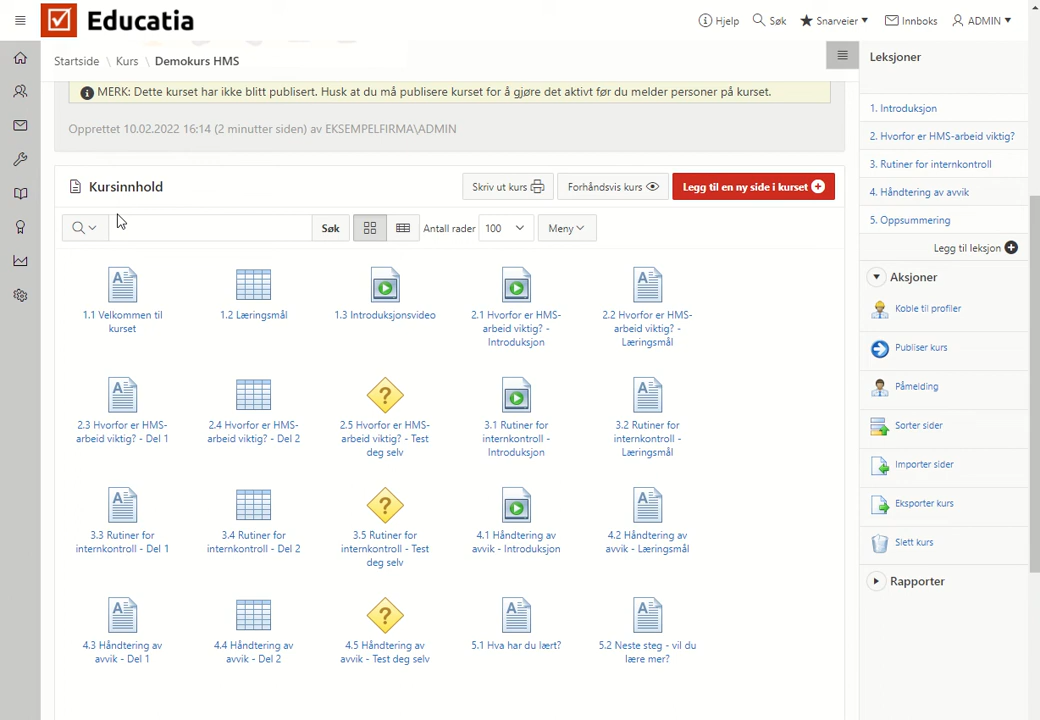 Educatia
Hjelp
Søk
Snarveier
Innboks
ADMIN
Startside \ Kurs \ Demokurs HMS
MERK: Dette kurset har ikke blitt publisert. Husk at du må publisere kurset for å gjøre det aktivt før du melder personer på kurset.
Opprettet 10.02.2022 16:14 (2 minutter siden) av EKSEMPELFIRMA\ADMIN
Kursinnhold
Skriv ut kurs
Forhåndsvis kurs
Legg til en ny side i kurset
Søk
Antall rader
100
Meny
1.1 Velkommen til
kurset
1.2 Læringsmål
1.3 Introduksjonsvideo
2.1 Hvorfor er HMS-
arbeid viktig? -
Introduksjon
2.2 Hvorfor er HMS-
arbeid viktig? -
Læringsmål
2.3 Hvorfor er HMS-
arbeid viktig? - Del 1
2.4 Hvorfor er HMS-
arbeid viktig? - Del 2
2.5 Hvorfor er HMS-
arbeid viktig? - Test
deg selv
3.1 Rutiner for
internkontroll -
Introduksjon
3.2 Rutiner for
internkontroll -
Læringsmål
3.3 Rutiner for
internkontroll - Del 1
3.4 Rutiner for
internkontroll - Del 2
3.5 Rutiner for
internkontroll - Test
deg selv
4.1 Håndtering av
avvik - Introduksjon
4.2 Håndtering av
avvik - Læringsmål
4.3 Håndtering av
avvik - Del 1
4.4 Håndtering av
avvik - Del 2
4.5 Håndtering av
avvik - Test deg selv
5.1 Hva har du lært?
5.2 Neste steg - vil du
lære mer?
Leksjoner
1. Introduksjon
2. Hvorfor er HMS-arbeid viktig?
3. Rutiner for internkontroll
4. Håndtering av avvik
5. Oppsummering
Legg til leksjon
Aksjoner
Koble til profiler
Publiser kurs
Påmelding
Sorter sider
Importer sider
Eksporter kurs
Slett kurs
Rapporter